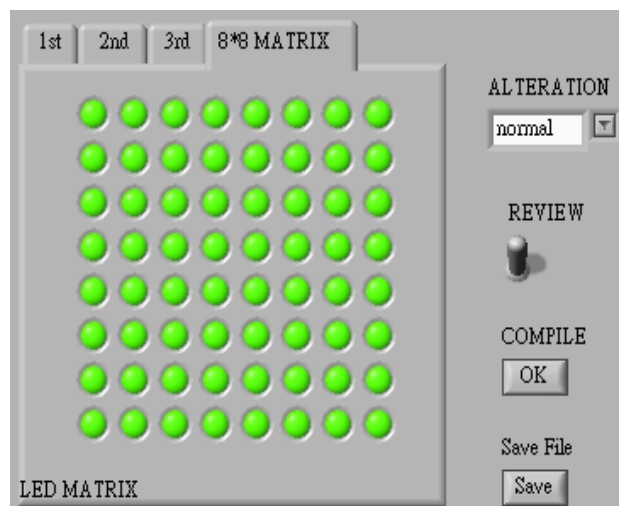 1st 2nd 3rd 8*8 MATRIX
ALTERATION
normal
REVIEW
COMPILE
OK
Save File
Save
LED MATRIX